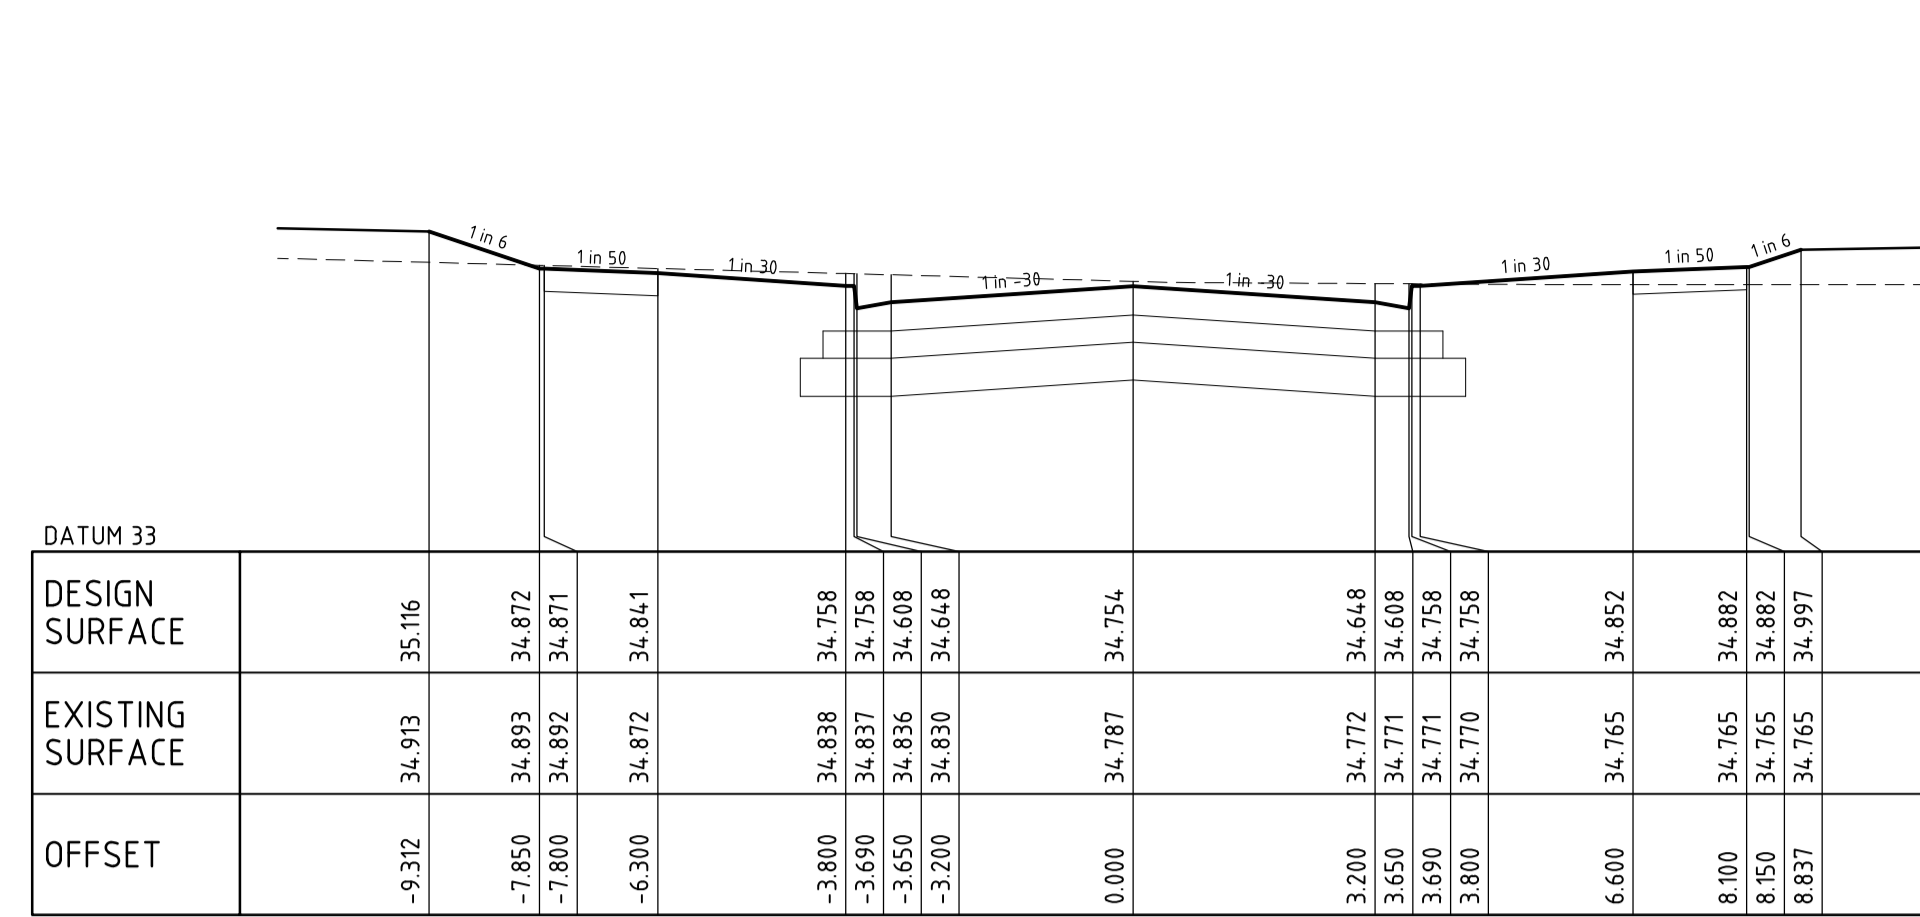 1 in 6
1 in 50
1 in 30
1 in -30
1 in -30
1 in 30
1 in 50
1 in 6
DATUM 33
DESIGN
SURFACE
35.116 34.872 34.871 34.841 34.758 34.758 34.608 34.648 34.754 34.648 34.608 34.758 34.758 34.852 34.882 34.882 34.997
EXISTING
SURFACE
34.913 34.893 34.892 34.872 34.838 34.837 34.836 34.830 34.787 34.772 34.771 34.771 34.770 34.765 34.765 34.765 34.765
OFFSET
-9.312 -7.850 -7.800 -6.300 -3.800 -3.690 -3.650 -3.200 0.000 3.200 3.650 3.690 3.800 6.600 8.100 8.150 8.837